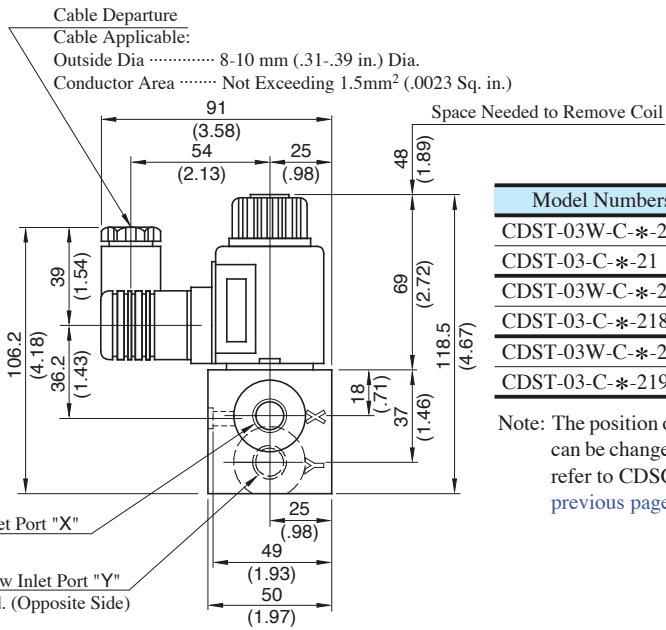 Cable Departure
Cable Applicable:
Outside Dia ············· 8-10 mm (.31-.39 in.) Dia.
Conductor Area ········ Not Exceeding 1.5mm² (.0023 Sq. in.)
91
(3.58)
Space Needed to Remove Coil
54
(2.13)
25
(.98)
48
(1.89)
Model Numbers
CDST-03W-C-*-2
CDST-03-C-*-21
CDST-03W-C-*-2
CDST-03-C-*-218
CDST-03W-C-*-2
CDST-03-C-*-219
39
(1.54)
69
(2.72)
106.2
(4.18)
36.2
(1.43)
118.5
(4.67)
18
(.71)
37
(1.46)
X
Y
Note: The position o
can be change
refer to CDSC
previous page
et Port "X"
25
(.98)
49
(1.93)
w Inlet Port "Y"
d. (Opposite Side)
50
(1.97)